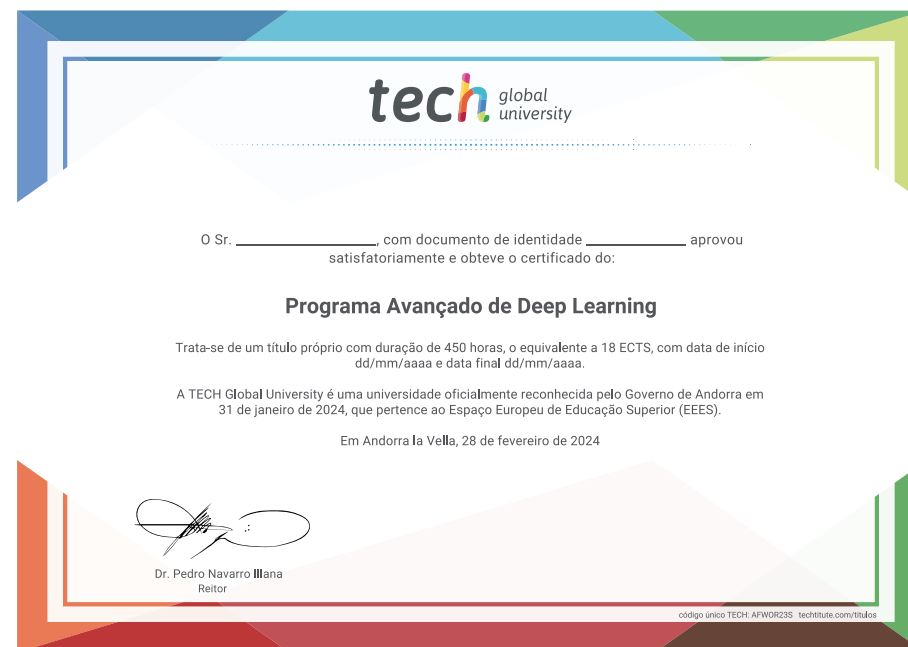 tech global university
O Sr. ____________________, com documento de identidade ______________ aprovou
satisfatoriamente e obteve o certificado do:
Programa Avançado de Deep Learning
Trata-se de um título próprio com duração de 450 horas, o equivalente a 18 ECTS, com data de início
dd/mm/aaaa e data final dd/mm/aaaa.
A TECH Global University é uma universidade oficialmente reconhecida pelo Governo de Andorra em
31 de janeiro de 2024, que pertence ao Espaço Europeu de Educação Superior (EEES).
Em Andorra la Vella, 28 de fevereiro de 2024
Dr. Pedro Navarro Illana
Reitor
código único TECH: AFWOR23S techtitute.com/titulos